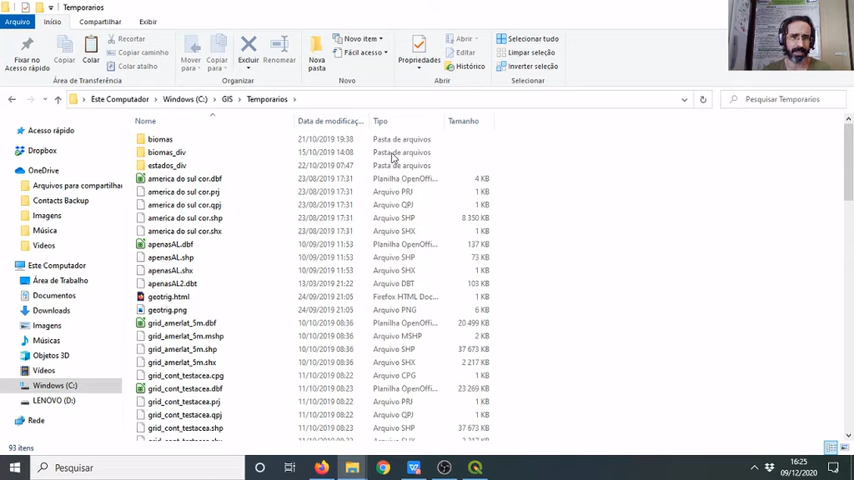 Temporarios
Arquivo Início Compartilhar Exibir
Fixar no Acesso rápido
Copiar
Colar
Recortar
Copiar caminho
Colar atalho
Área de Transferência
Mover para
Copiar para
Excluir
Renomear
Organizar
Nova pasta
Novo item
Fácil acesso
Novo
Propriedades
Abrir
Editar
Histórico
Abrir
Selecionar tudo
Limpar seleção
Inverter seleção
Selecionar
Este Computador > Windows (C:) > GIS > Temporarios >
Pesquisar Temporarios
Acesso rápido
Dropbox
OneDrive
Arquivos para compartilha
Contacts Backup
Imagens
Música
Vídeos
Este Computador
Área de Trabalho
Documentos
Downloads
Imagens
Músicas
Objetos 3D
Vídeos
Windows (C:)
LENOVO (D:)
Rede
Nome Data de modificaç... Tipo Tamanho
biomas 21/10/2019 19:38 Pasta de arquivos
biomas_div 15/10/2019 14:08 Pasta de arquivos
estados_div 22/10/2019 07:47 Pasta de arquivos
america do sul cor.dbf 23/08/2019 17:31 Planilha OpenOffi... 4 KB
america do sul cor.prj 23/08/2019 17:31 Arquivo PRJ 1 KB
america do sul cor.qpj 23/08/2019 17:31 Arquivo QPJ 1 KB
america do sul cor.shp 23/08/2019 17:31 Arquivo SHP 8 350 KB
america do sul cor.shx 23/08/2019 17:31 Arquivo SHX 1 KB
apenasAL.dbf 10/09/2019 11:53 Planilha OpenOffi... 137 KB
apenasAL.shp 10/09/2019 11:53 Arquivo SHP 73 KB
apenasAL.shx 10/09/2019 11:53 Arquivo SHX 1 KB
apenasAL2.dbt 13/03/2019 21:22 Arquivo DBT 103 KB
geotrig.html 24/09/2019 21:05 Firefox HTML Doc... 1 KB
geotrig.png 24/09/2019 21:05 Arquivo PNG 6 KB
grid_amerlat_5m.dbf 10/10/2019 08:36 Planilha OpenOffi... 20 499 KB
grid_amerlat_5m.mshp 10/10/2019 08:36 Arquivo MSHP 2 KB
grid_amerlat_5m.shp 10/10/2019 08:36 Arquivo SHP 37 673 KB
grid_amerlat_5m.shx 10/10/2019 08:36 Arquivo SHX 2 217 KB
grid_cont_testacea.cpg 11/10/2019 08:22 Arquivo CPG 1 KB
grid_cont_testacea.dbf 11/10/2019 08:23 Planilha OpenOffi... 23 269 KB
grid_cont_testacea.prj 11/10/2019 08:22 Arquivo PRJ 1 KB
grid_cont_testacea.qpj 11/10/2019 08:22 Arquivo QPJ 1 KB
grid_cont_testacea.shp 11/10/2019 08:23 Arquivo SHP 37 673 KB
93 itens
Pesquisar
16:25
09/12/2020